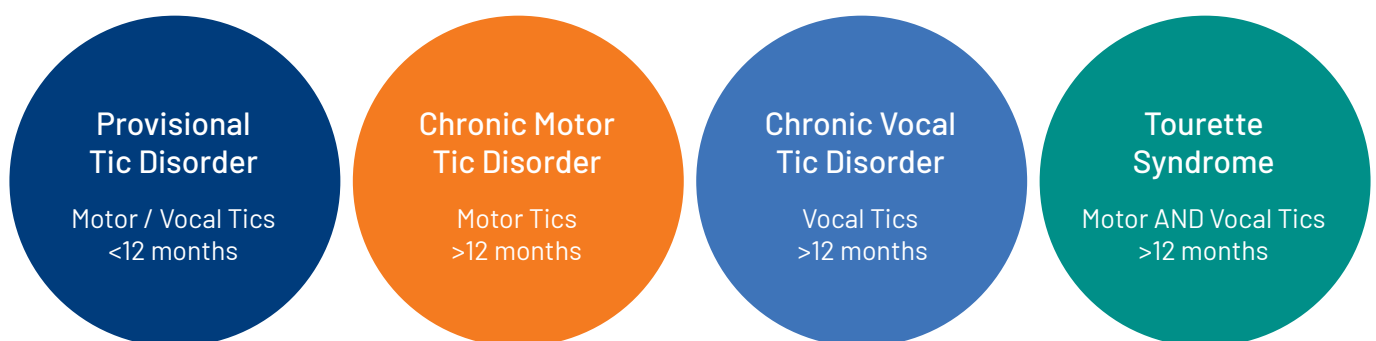 Provisional
Tic Disorder
Motor / Vocal Tics
<12 months
Chronic Motor
Tic Disorder
Motor Tics
>12 months
Chronic Vocal
Tic Disorder
Vocal Tics
>12 months
Tourette
Syndrome
Motor AND Vocal Tics
>12 months